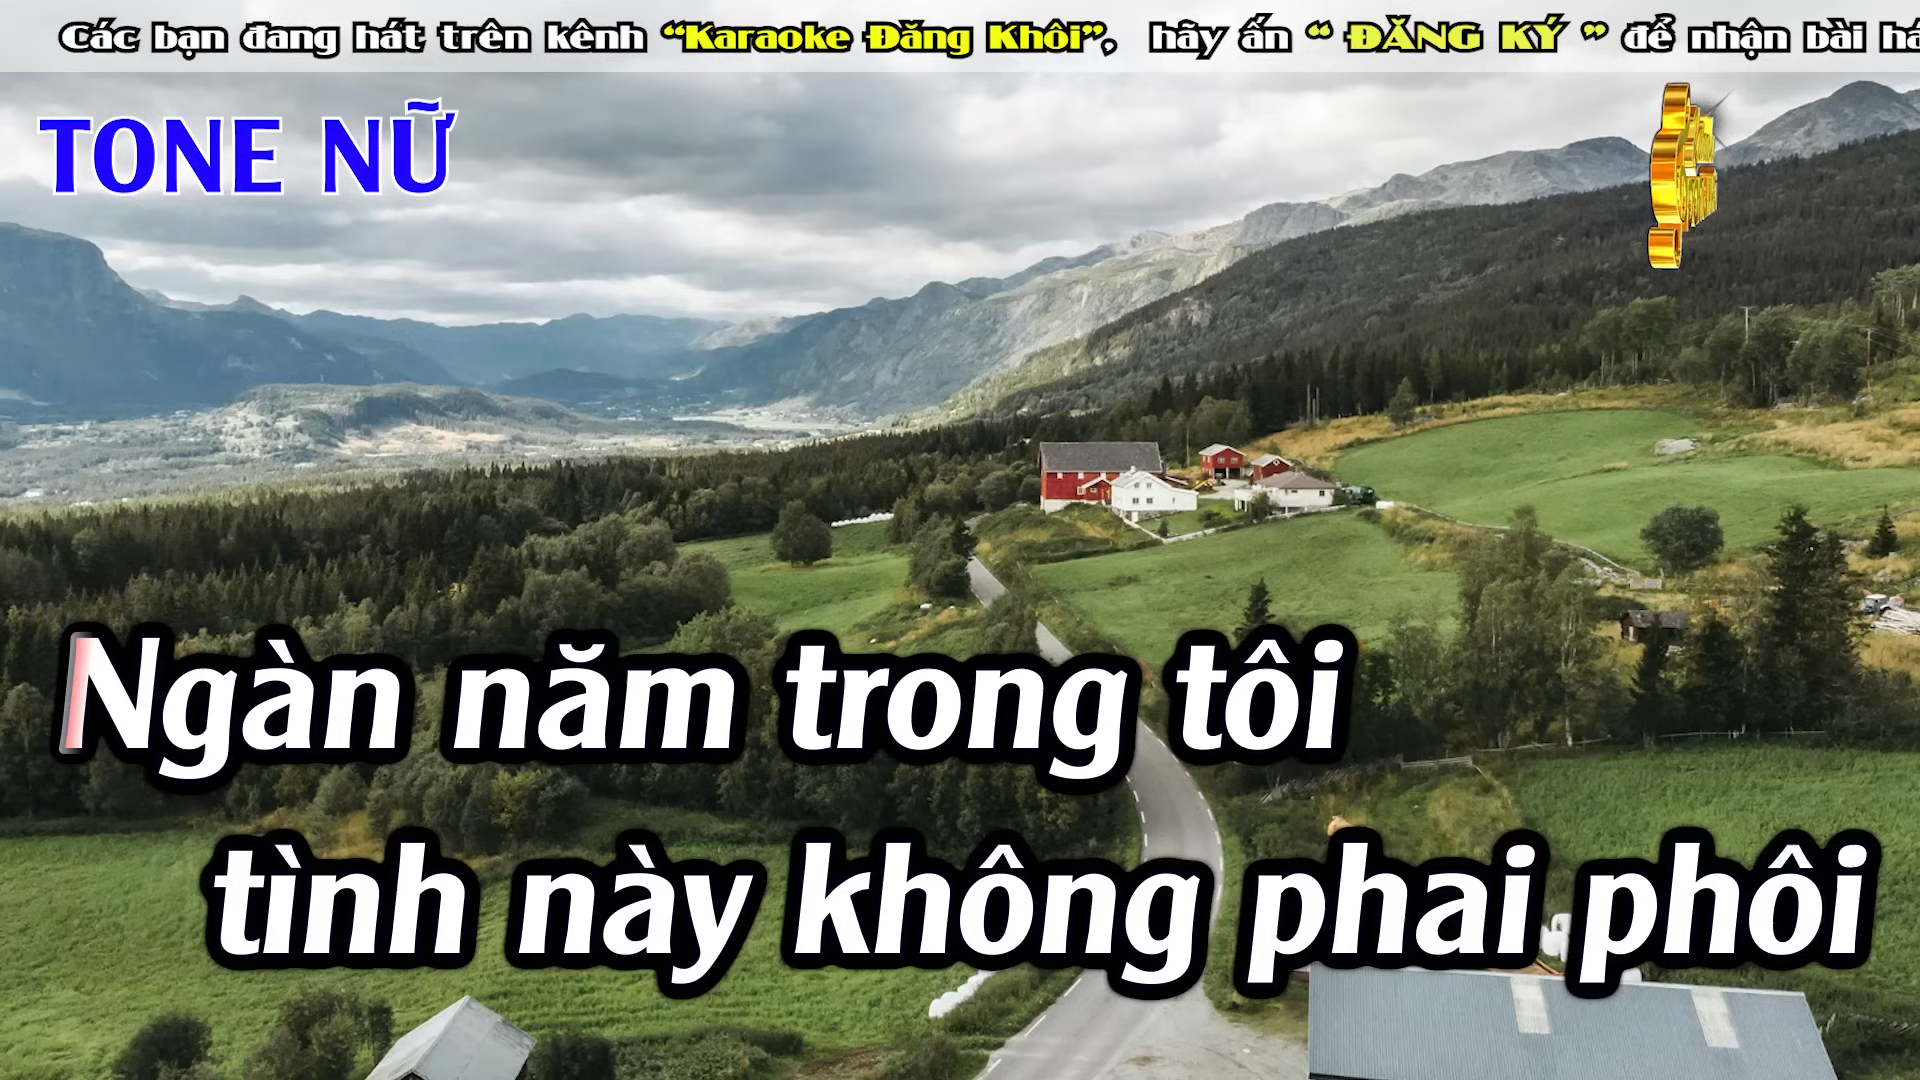 Các bạn đang hát trên kênh “Karaoke Đăng Khôi”, hãy ấn “ ĐĂNG KÝ ” để nhận bài
TONE NỮ
Ngàn năm trong tôi
tình này không phai phôi